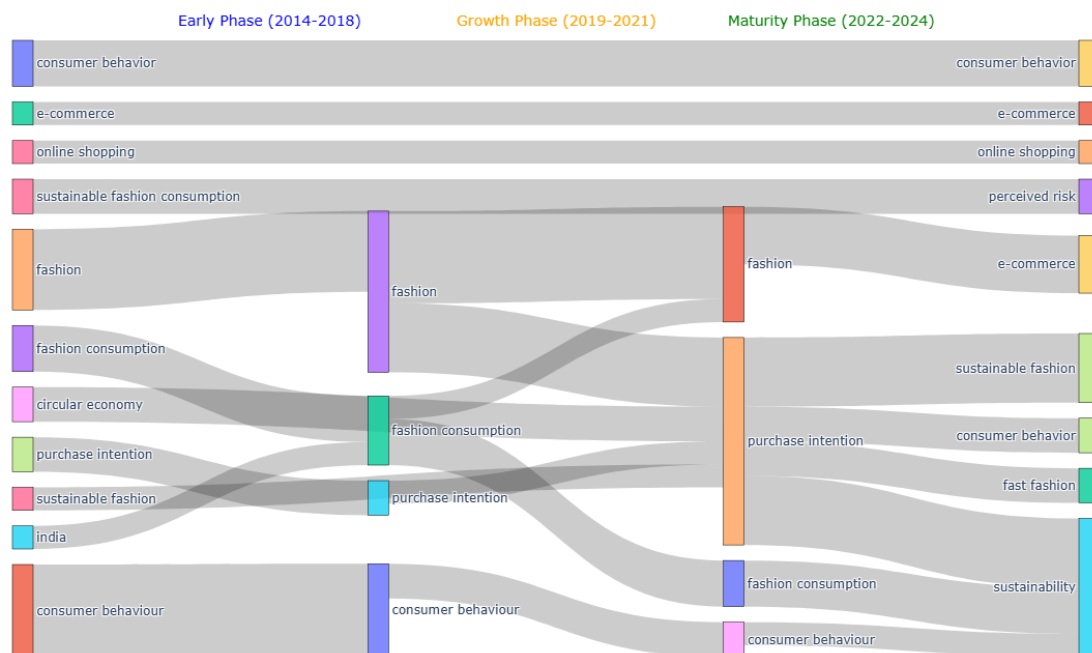 Early Phase (2014-2018) Growth Phase (2019-2021) Maturity Phase (2022-2024)
consumer behavior consumer behavior
e-commerce e-commerce
online shopping online shopping
sustainable fashion consumption perceived risk
fashion fashion e-commerce
fashion
fashion consumption
sustainable fashion
circular economy
fashion consumption consumer behavior
purchase intention
purchase intention
fast fashion
sustainable fashion purchase intention
india
fashion consumption sustainability
consumer behaviour consumer behaviour
consumer behaviour